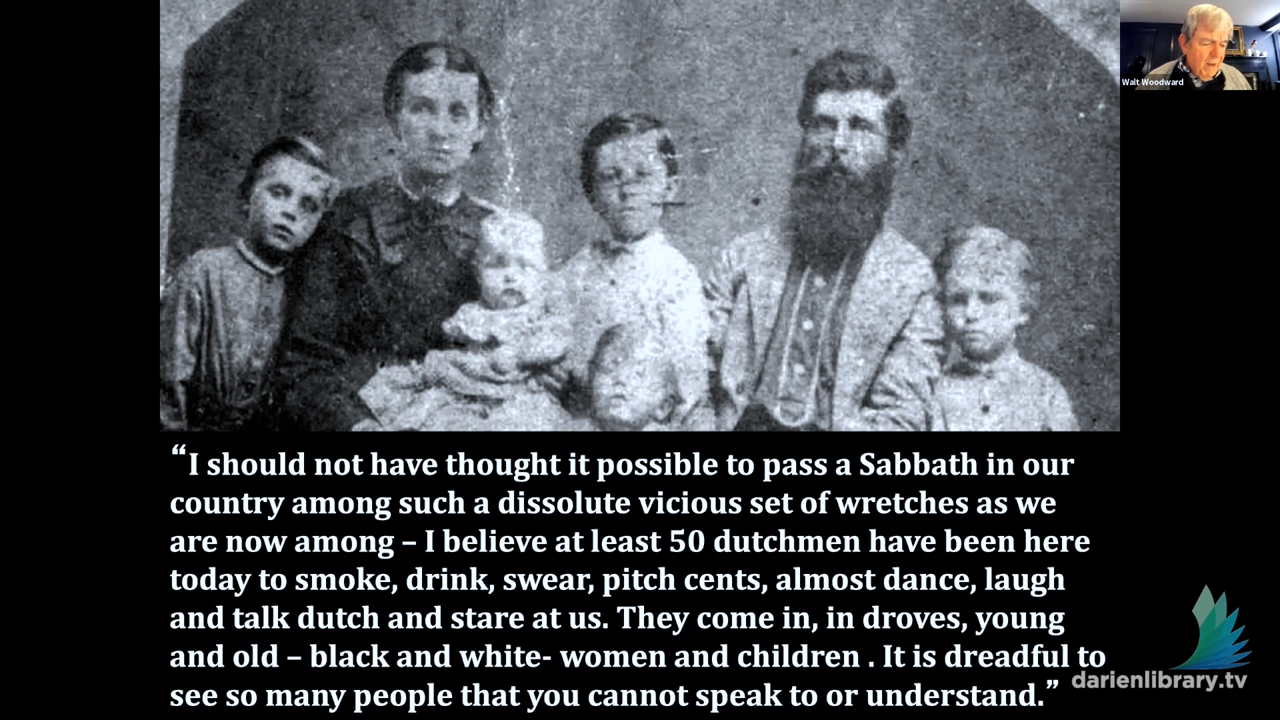 Walt Woodward
“I should not have thought it possible to pass a Sabbath in our
country among such a dissolute vicious set of wretches as we
are now among – I believe at least 50 dutchmen have been here
today to smoke, drink, swear, pitch cents, almost dance, laugh
and talk dutch and stare at us. They come in, in droves, young
and old – black and white- women and children . It is dreadful to
see so many people that you cannot speak to or understand.”
darienlibrary.tv